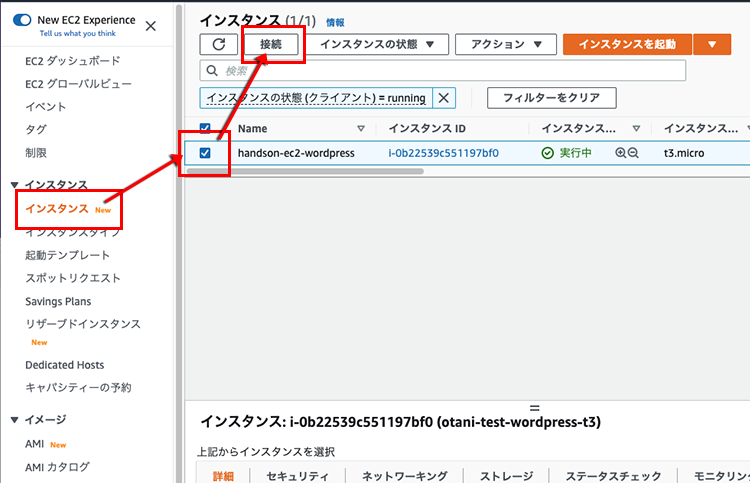 New EC2 Experience
Tell us what you think
EC2 ダッシュボード
EC2 グローバルビュー
イベント
タグ
制限
インスタンス
インスタンス New
インスタンスタイプ
起動テンプレート
スポットリクエスト
Savings Plans
リザーブドインスタンス
New
Dedicated Hosts
キャパシティーの予約
イメージ
AMI New
AMI カタログ
インスタンス (1/1) 情報
接続 インスタンスの状態 アクション インスタンスを起動
検索
インスタンスの状態 (クライアント) = running フィルターをクリア
Name インスタンス ID インスタンス... インスタンス...
handson-ec2-wordpress i-0b22539c551197bf0 実行中 t3.micro
インスタンス: i-0b22539c551197bf0 (otani-test-wordpress-t3)
上記からインスタンスを選択
詳細 セキュリティ ネットワーキング ストレージ ステータスチェック モニタリン